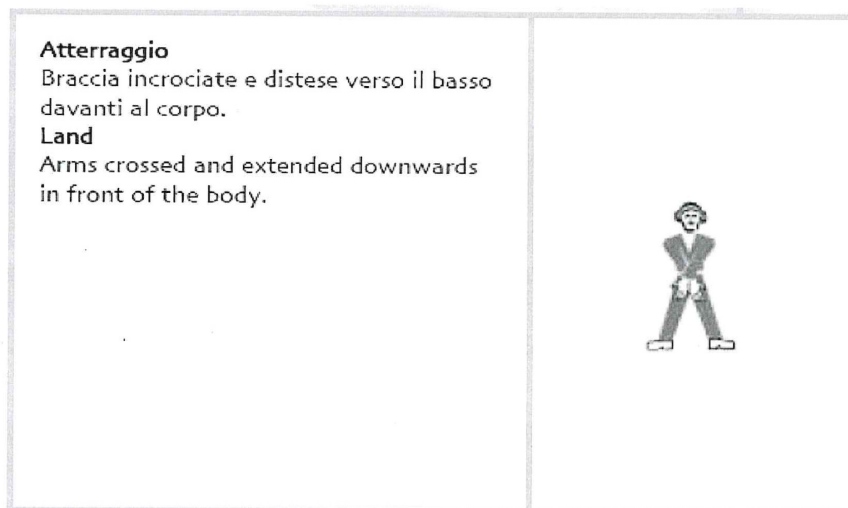 Atterraggio
Braccia incrociate e distese verso il basso
davanti al corpo.
Land
Arms crossed and extended downwards
in front of the body.